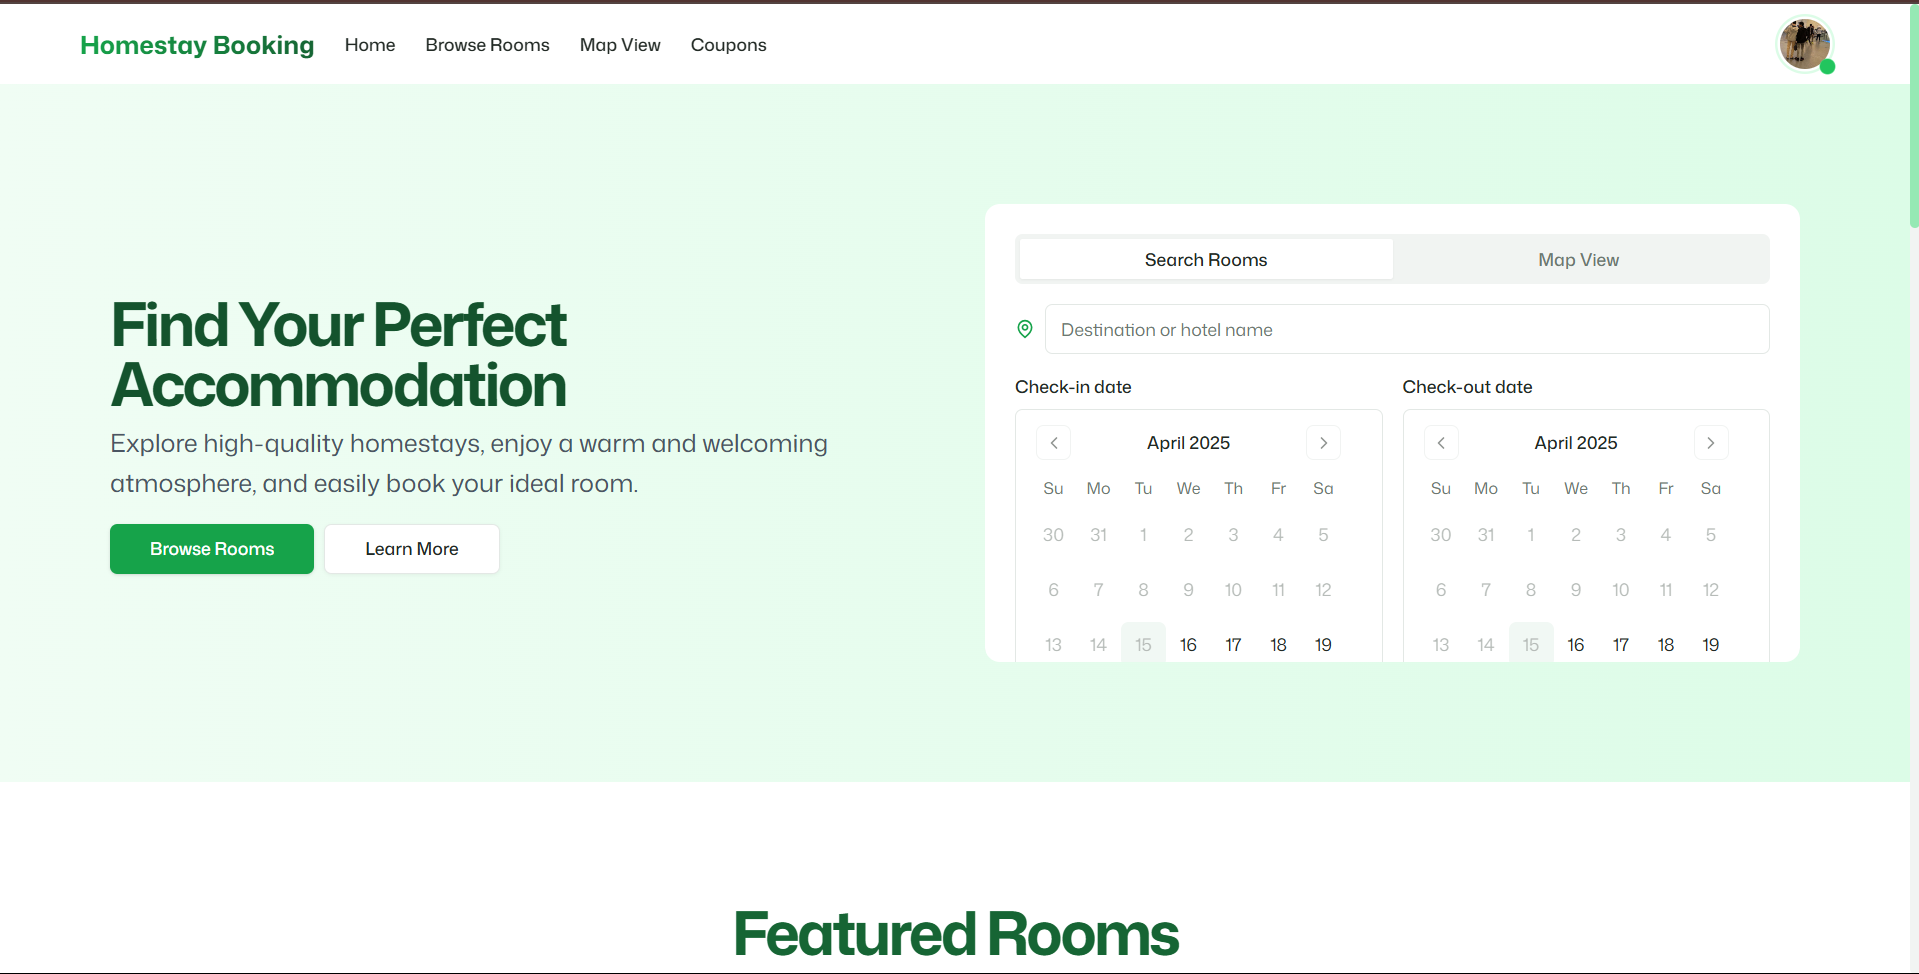 Homestay Booking Home Browse Rooms Map View Coupons
Find Your Perfect
Accommodation
Explore high-quality homestays, enjoy a warm and welcoming
atmosphere, and easily book your ideal room.
Browse Rooms Learn More
Search Rooms Map View
Destination or hotel name
Check-in date
April 2025
Su Mo Tu We Th Fr Sa
30 31 1 2 3 4 5
6 7 8 9 10 11 12
13 14 15 16 17 18 19
Check-out date
April 2025
Su Mo Tu We Th Fr Sa
30 31 1 2 3 4 5
6 7 8 9 10 11 12
13 14 15 16 17 18 19
Featured Rooms